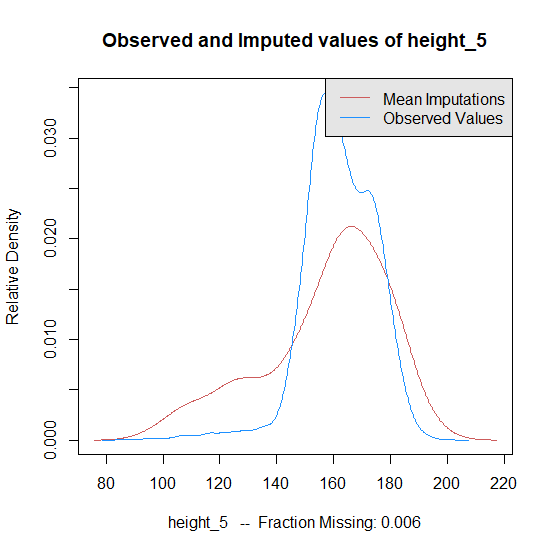 Observed and Imputed values of height_5
Mean Imputations
Observed Values
Relative Density
0.000
0.010
0.020
0.030
80
100
120
140
160
180
200
220
height_5 -- Fraction Missing: 0.006